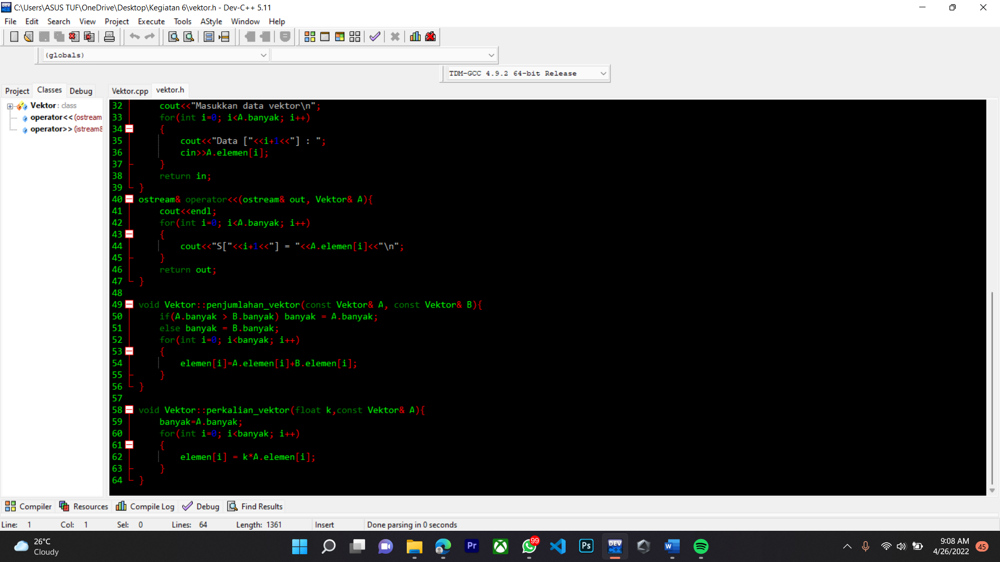 C:\Users\ASUS TUF\OneDrive\Desktop\Kegiatan 6\vektor.h - Dev-C++ 5.11
File Edit Search View Project Execute Tools AStyle Window Help
(globals)
TDM-GCC 4.9.2 64-bit Release
Project Classes Debug Vektor.cpp vektor.h
Vektor : class
operator<< (ostream
operator>> (istream&
32 cout<<"Masukkan data vektor\n";
33 for(int i=0; i<A.banyak; i++)
34 {
35 cout<<"Data ["<<i+1<<"] : ";
36 cin>>A.elemen[i];
37 }
38 return in;
39 }
40 ostream& operator<<(ostream& out, Vektor& A){
41 cout<<endl;
42 for(int i=0; i<A.banyak; i++)
43 {
44 cout<<"S["<<i+1<<"] = "<<A.elemen[i]<<"\n";
45 }
46 return out;
47 }
48
49 void Vektor::penjumlahan_vektor(const Vektor& A, const Vektor& B){
50 if(A.banyak > B.banyak) banyak = A.banyak;
51 else banyak = B.banyak;
52 for(int i=0; i<banyak; i++)
53 {
54 elemen[i]=A.elemen[i]+B.elemen[i];
55 }
56 }
57
58 void Vektor::perkalian_vektor(float k,const Vektor& A){
59 banyak=A.banyak;
60 for(int i=0; i<banyak; i++)
61 {
62 elemen[i] = k*A.elemen[i];
63 }
64 }
Compiler Resources Compile Log Debug Find Results
Line: 1 Col: 1 Sel: 0 Lines: 64 Length: 1361 Insert Done parsing in 0 seconds
26°C
Cloudy
99
Pr
Ps
DEV
C++
W
9:08 AM
4/26/2022
45